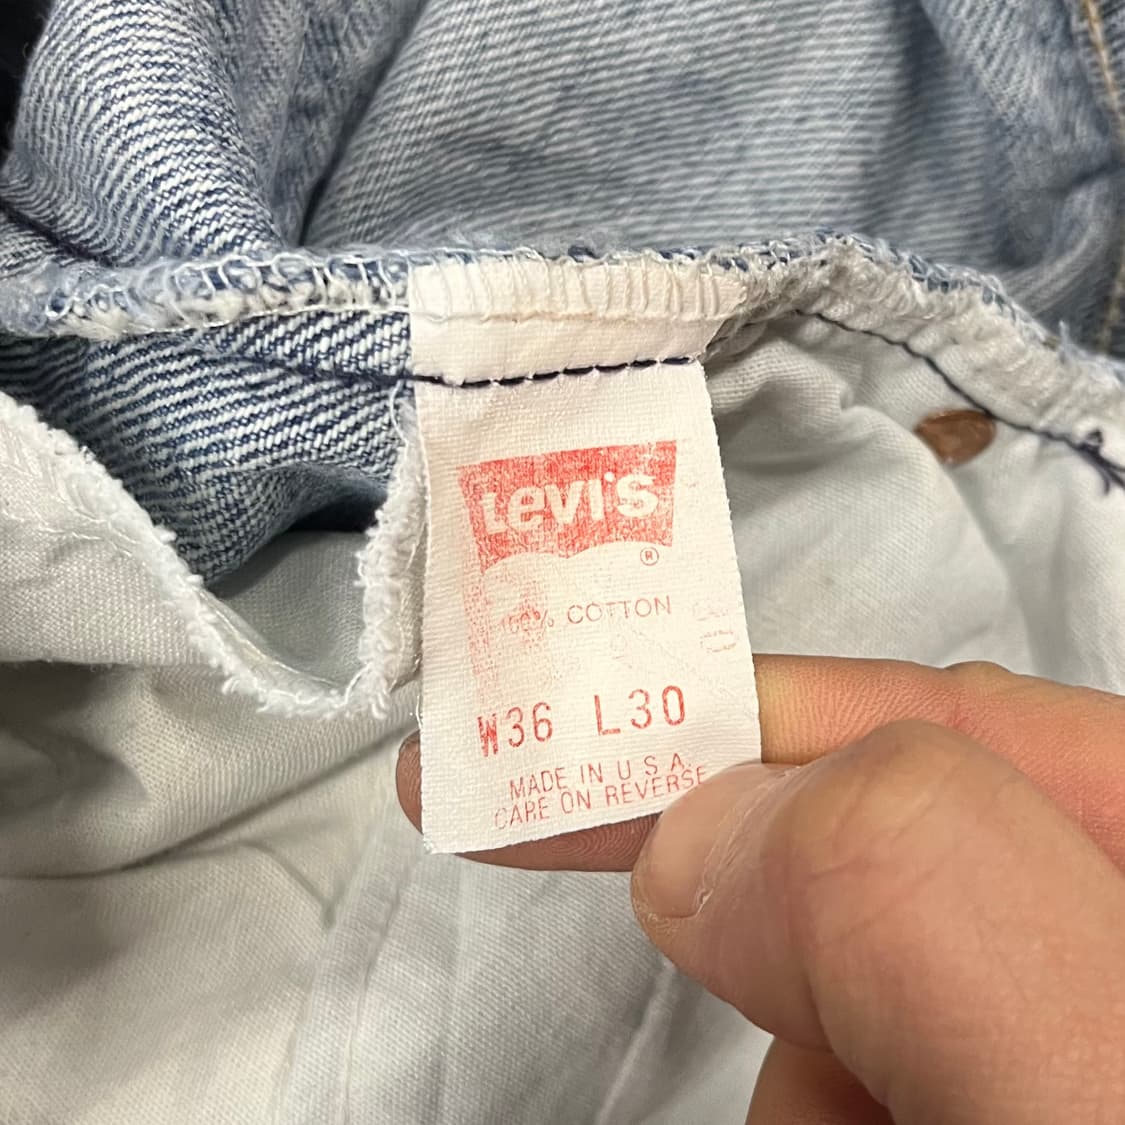 Levi's
®
100% COTTON
W36 L30
MADE IN U S A.
CARE ON REVERSE